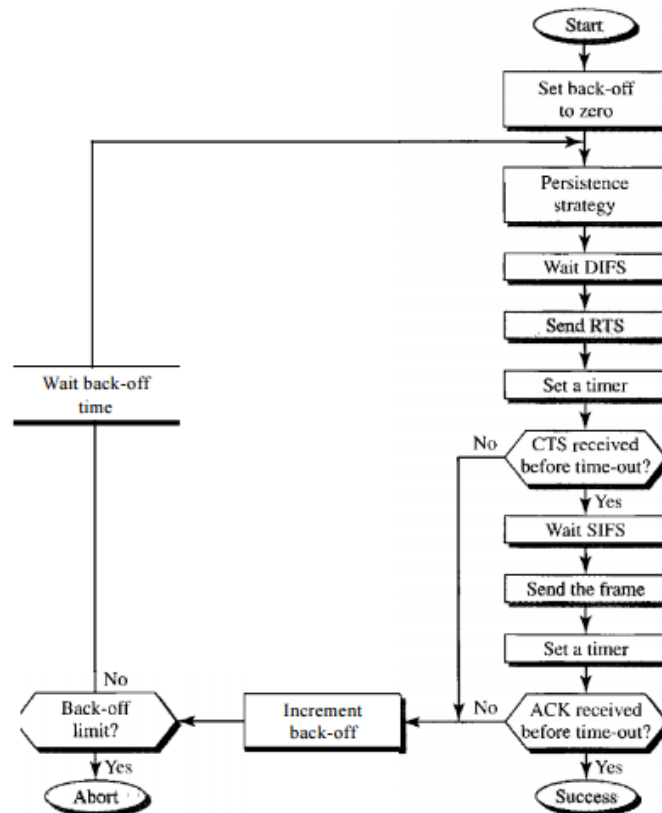 Start
Set back-off
to zero
Persistence
strategy
Wait DIFS
Send RTS
Set a timer
CTS received
before time-out?
No
Yes
Wait SIFS
Send the frame
Set a timer
ACK received
before time-out?
No
Yes
Success
Increment
back-off
Back-off
limit?
No
Yes
Abort
Wait back-off
time